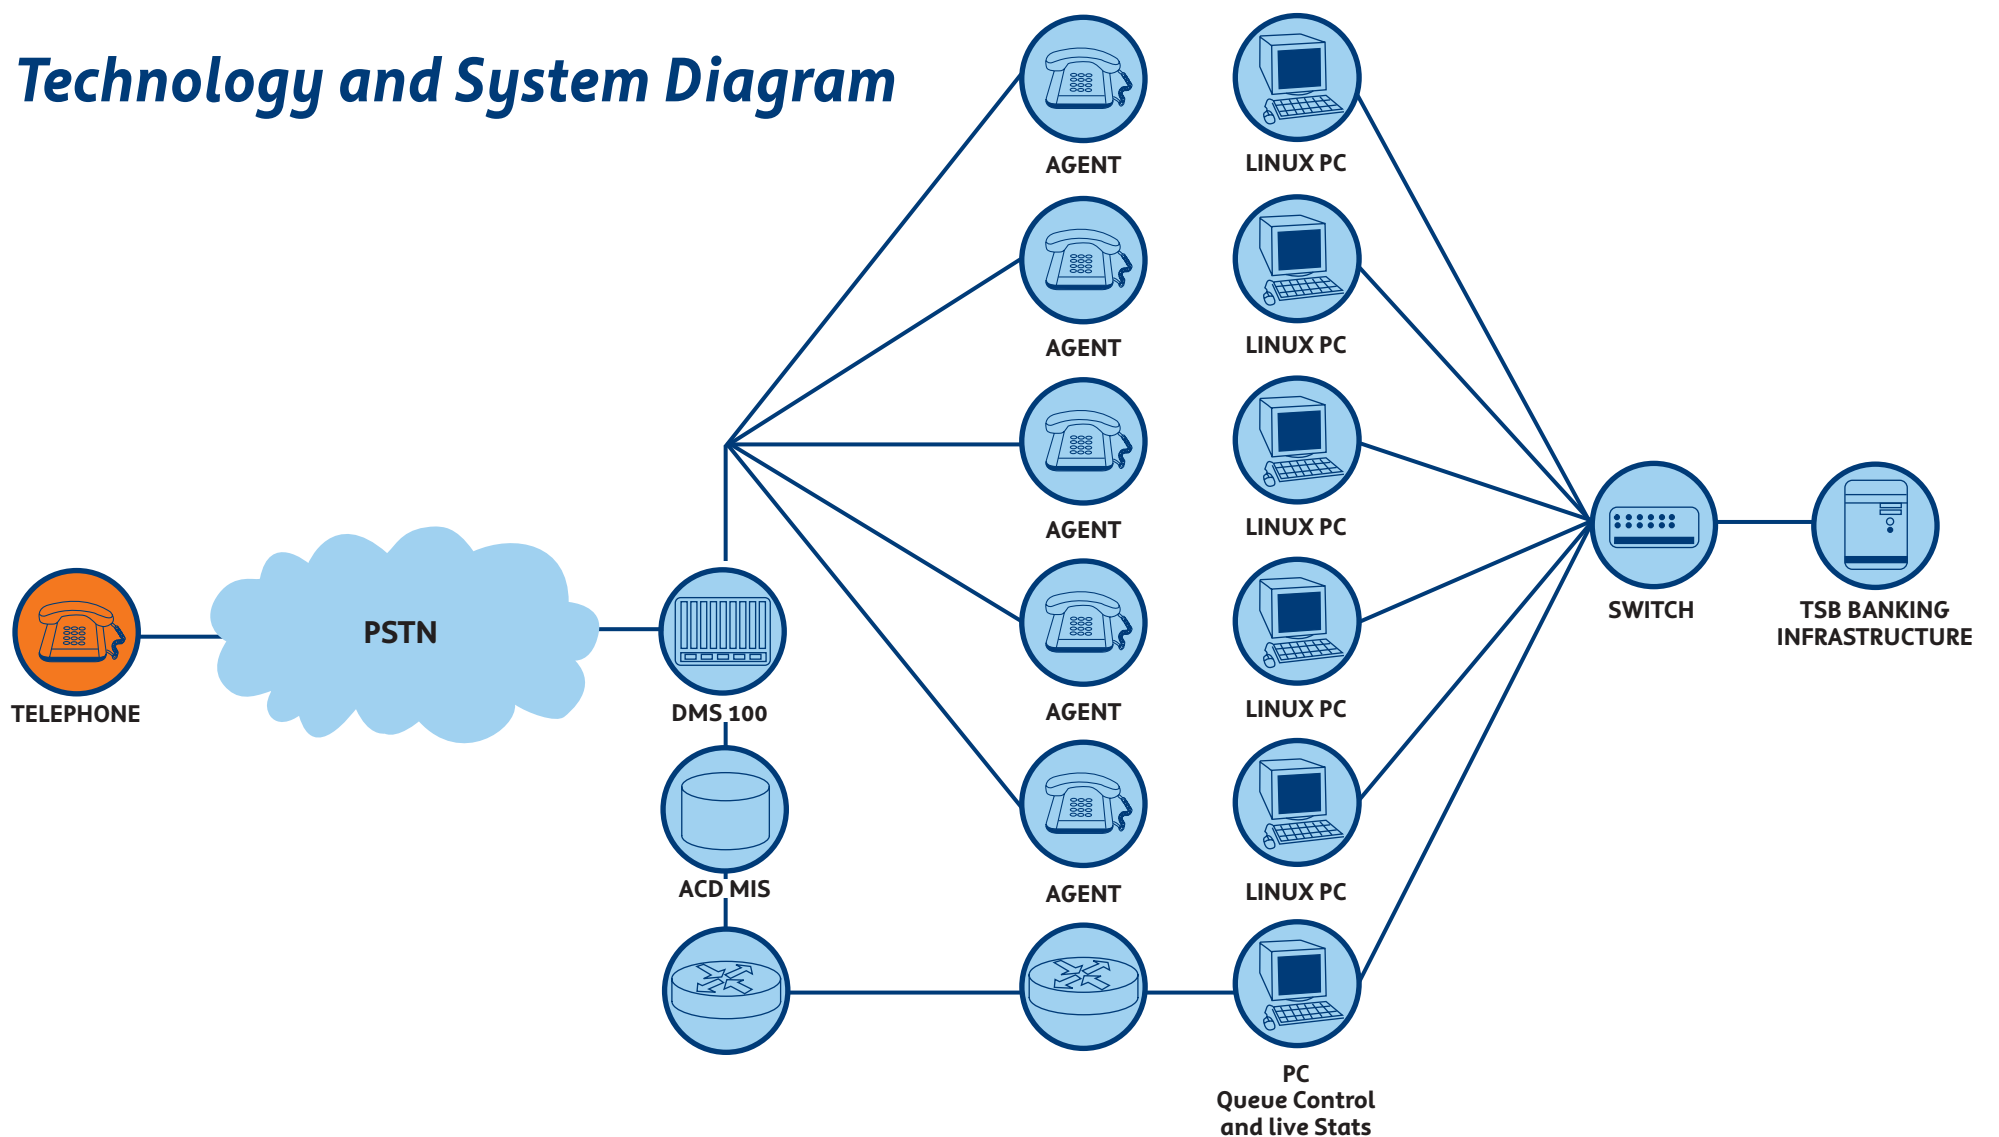 Technology and System Diagram
AGENT
LINUX PC
AGENT
LINUX PC
AGENT
LINUX PC
AGENT
LINUX PC
AGENT
LINUX PC
TELEPHONE
PSTN
DMS 100
ACD MIS
SWITCH
TSB BANKING
INFRASTRUCTURE
PC
Queue Control
and live Stats